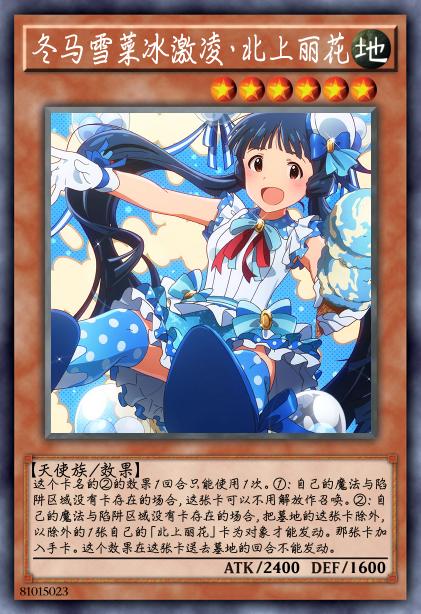 冬马雪菜冰激凌·北上丽花 地
【天使族/效果】
这个卡名的②的效果1回合只能使用1次。①：自己的魔法与陷
阱区域没有卡存在的场合，这张卡可以不用解放作召唤。②：自
己的魔法与陷阱区域没有卡存在的场合，把墓地的这张卡除外，
以除外的1张自己的「北上丽花」卡为对象才能发动。那张卡加
入手卡。这个效果在这张卡送去墓地的回合不能发动。
ATK/2400 DEF/1600
81015023